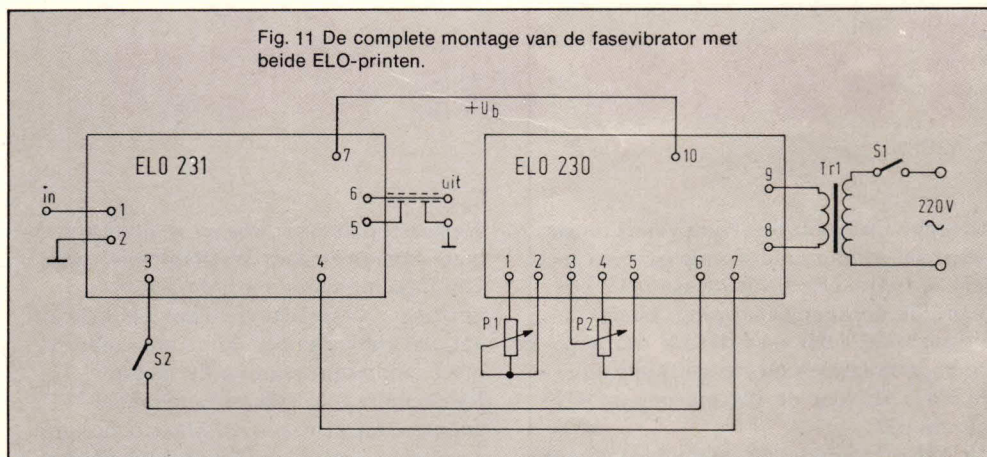 Fig. 11 De complete montage van de fasevibrator met
beide ELO-printen.
+Ub
ELO 231
7
in
1
2
3
4
6
5
uit
S2
ELO 230
10
9
8
1
2
3
4
5
6
7
P1
P2
Tr1
S1
220V
~